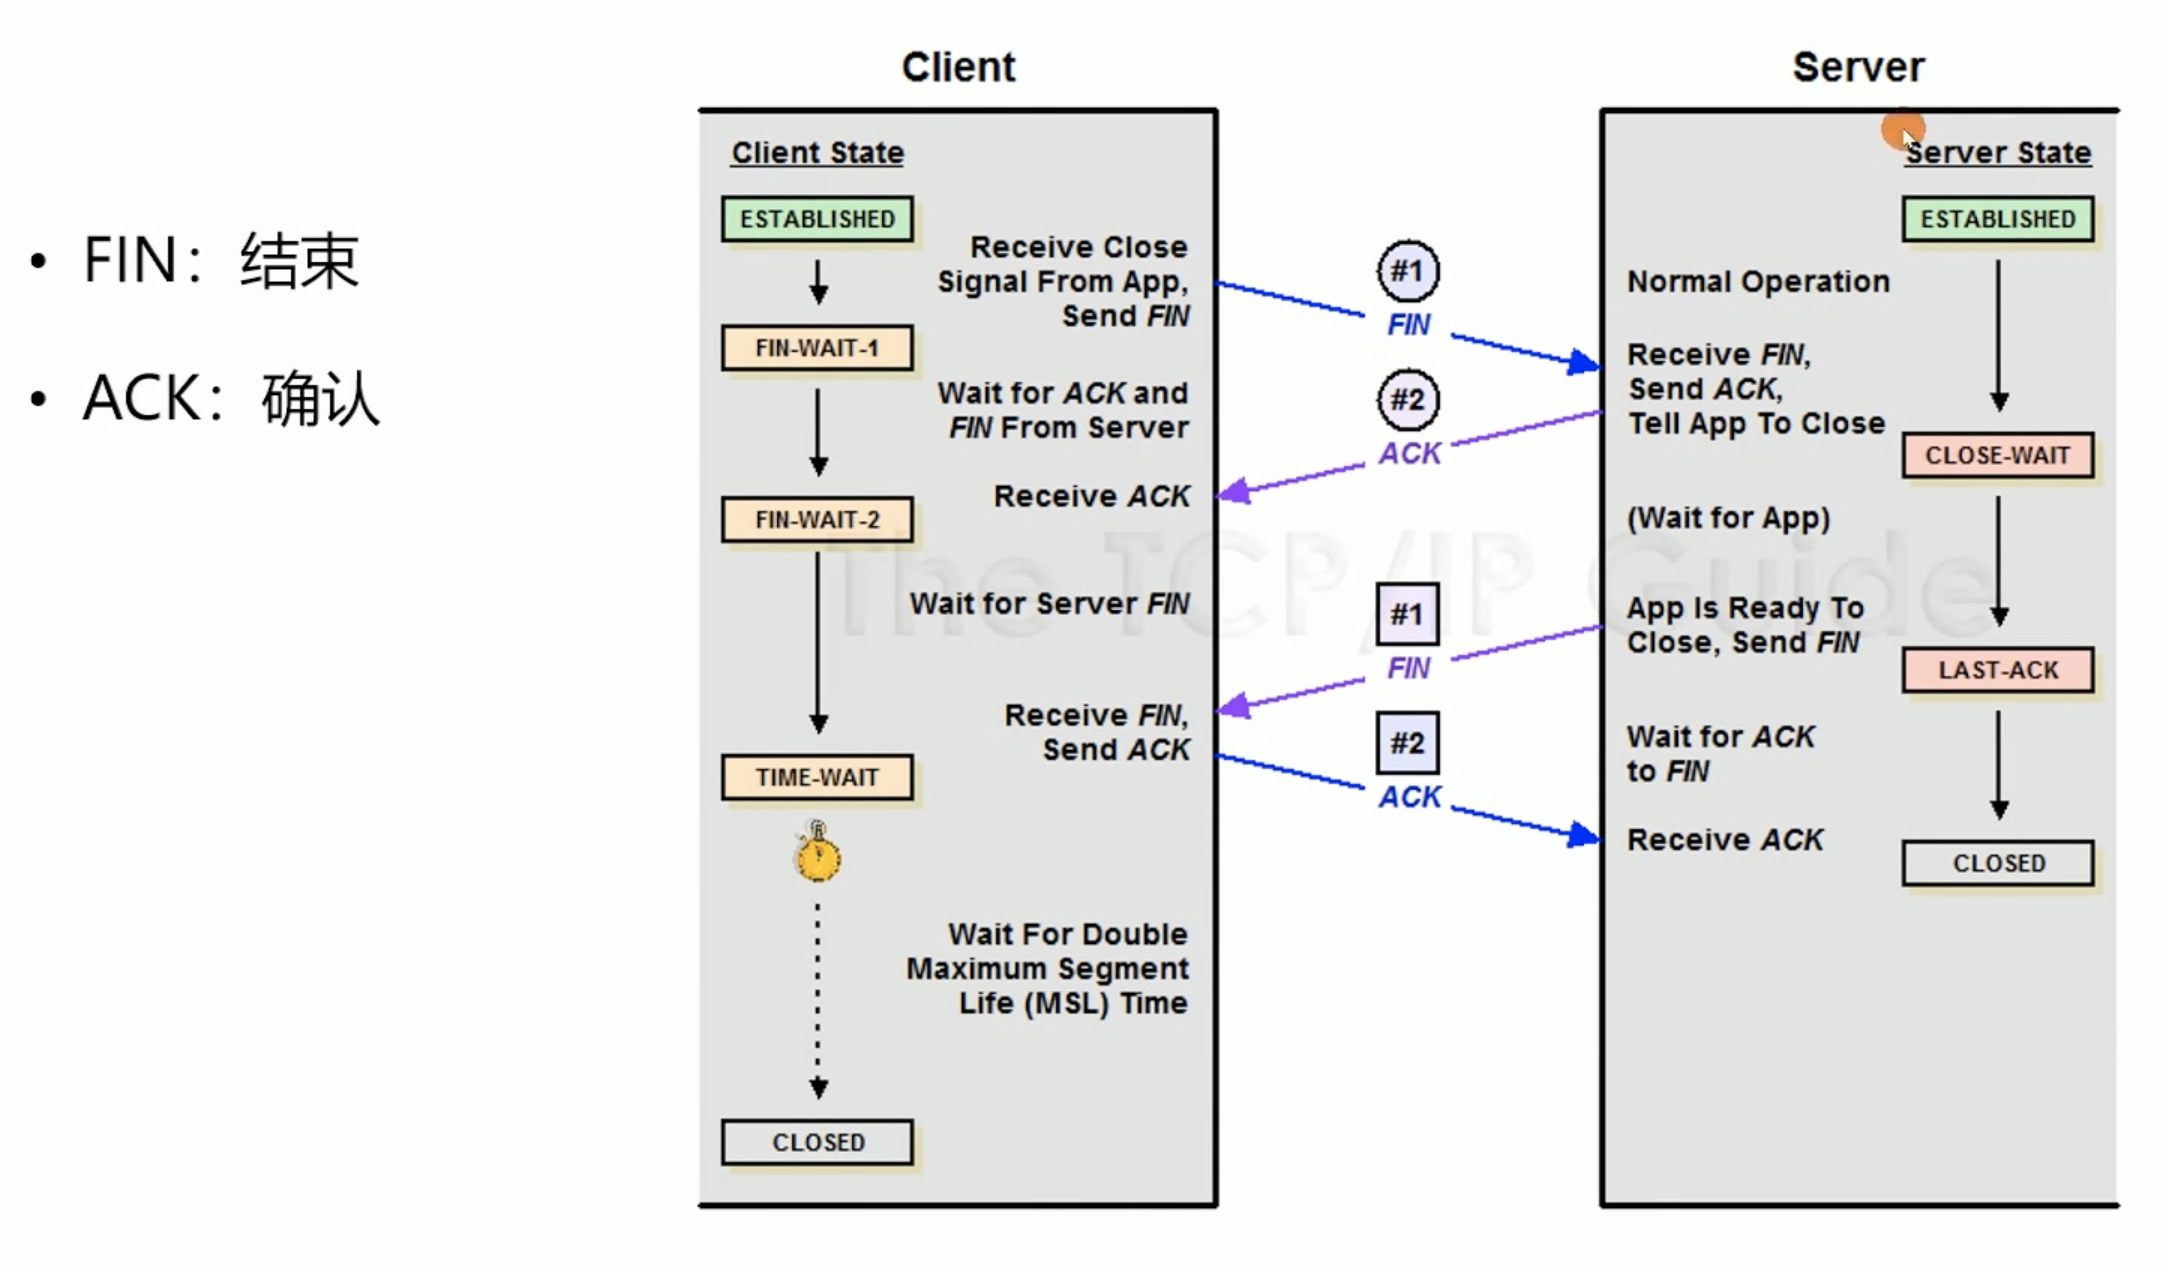 • FIN：结束
• ACK：确认
Client
Client State
ESTABLISHED
Receive Close
Signal From App,
Send FIN
FIN-WAIT-1
Wait for ACK and
FIN From Server
Receive ACK
FIN-WAIT-2
Wait for Server FIN
Receive FIN,
Send ACK
TIME-WAIT
Wait For Double
Maximum Segment
Life (MSL) Time
CLOSED
#1
FIN
#2
ACK
#1
FIN
#2
ACK
The TCP/IP Guide
Server
Server State
ESTABLISHED
Normal Operation
Receive FIN,
Send ACK,
Tell App To Close
CLOSE-WAIT
(Wait for App)
App Is Ready To
Close, Send FIN
LAST-ACK
Wait for ACK
to FIN
Receive ACK
CLOSED